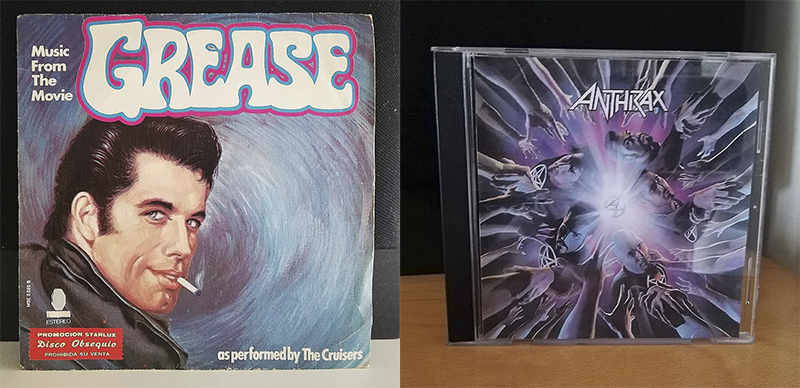 Music
From
The
Movie
GREASE
ESTEREO
PROMOCION STARLUX
Disco Obsequio
PROHIBIDA SU VENTA
as performed by The Cruisers
ANTHRAX